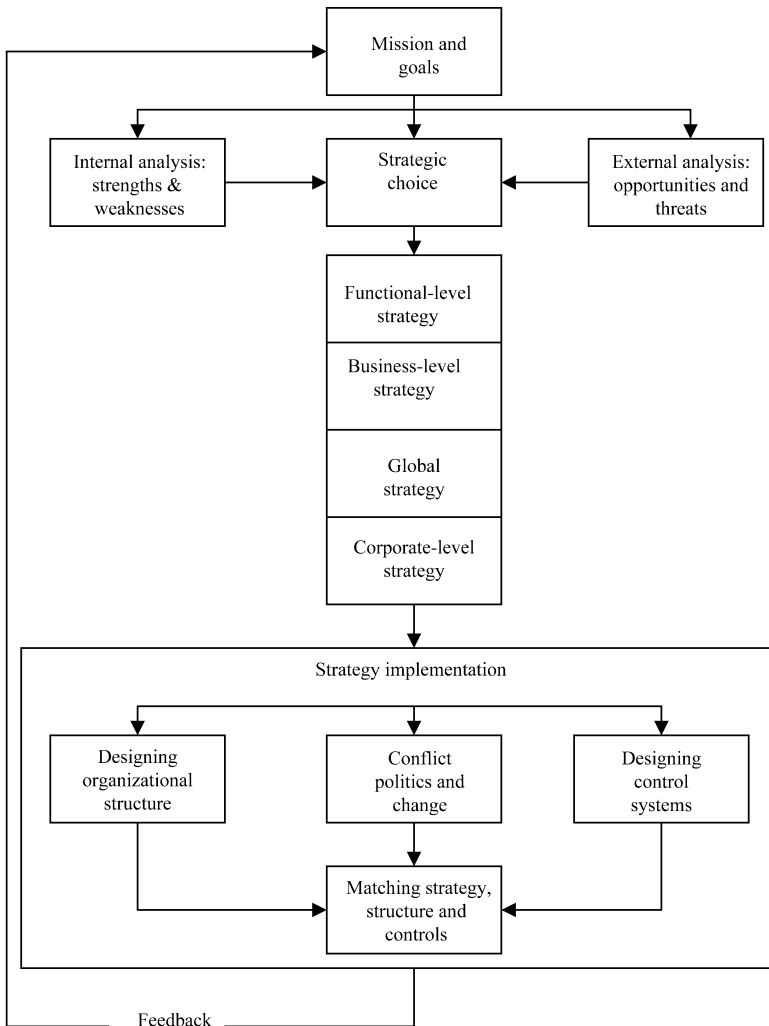 Mission and
goals
Internal analysis:
strengths &
weaknesses
Strategic
choice
External analysis:
opportunities and
threats
Functional-level
strategy
Business-level
strategy
Global
strategy
Corporate-level
strategy
Strategy implementation
Designing
organizational
structure
Conflict
politics and
change
Designing
control
systems
Matching strategy,
structure and
controls
Feedback